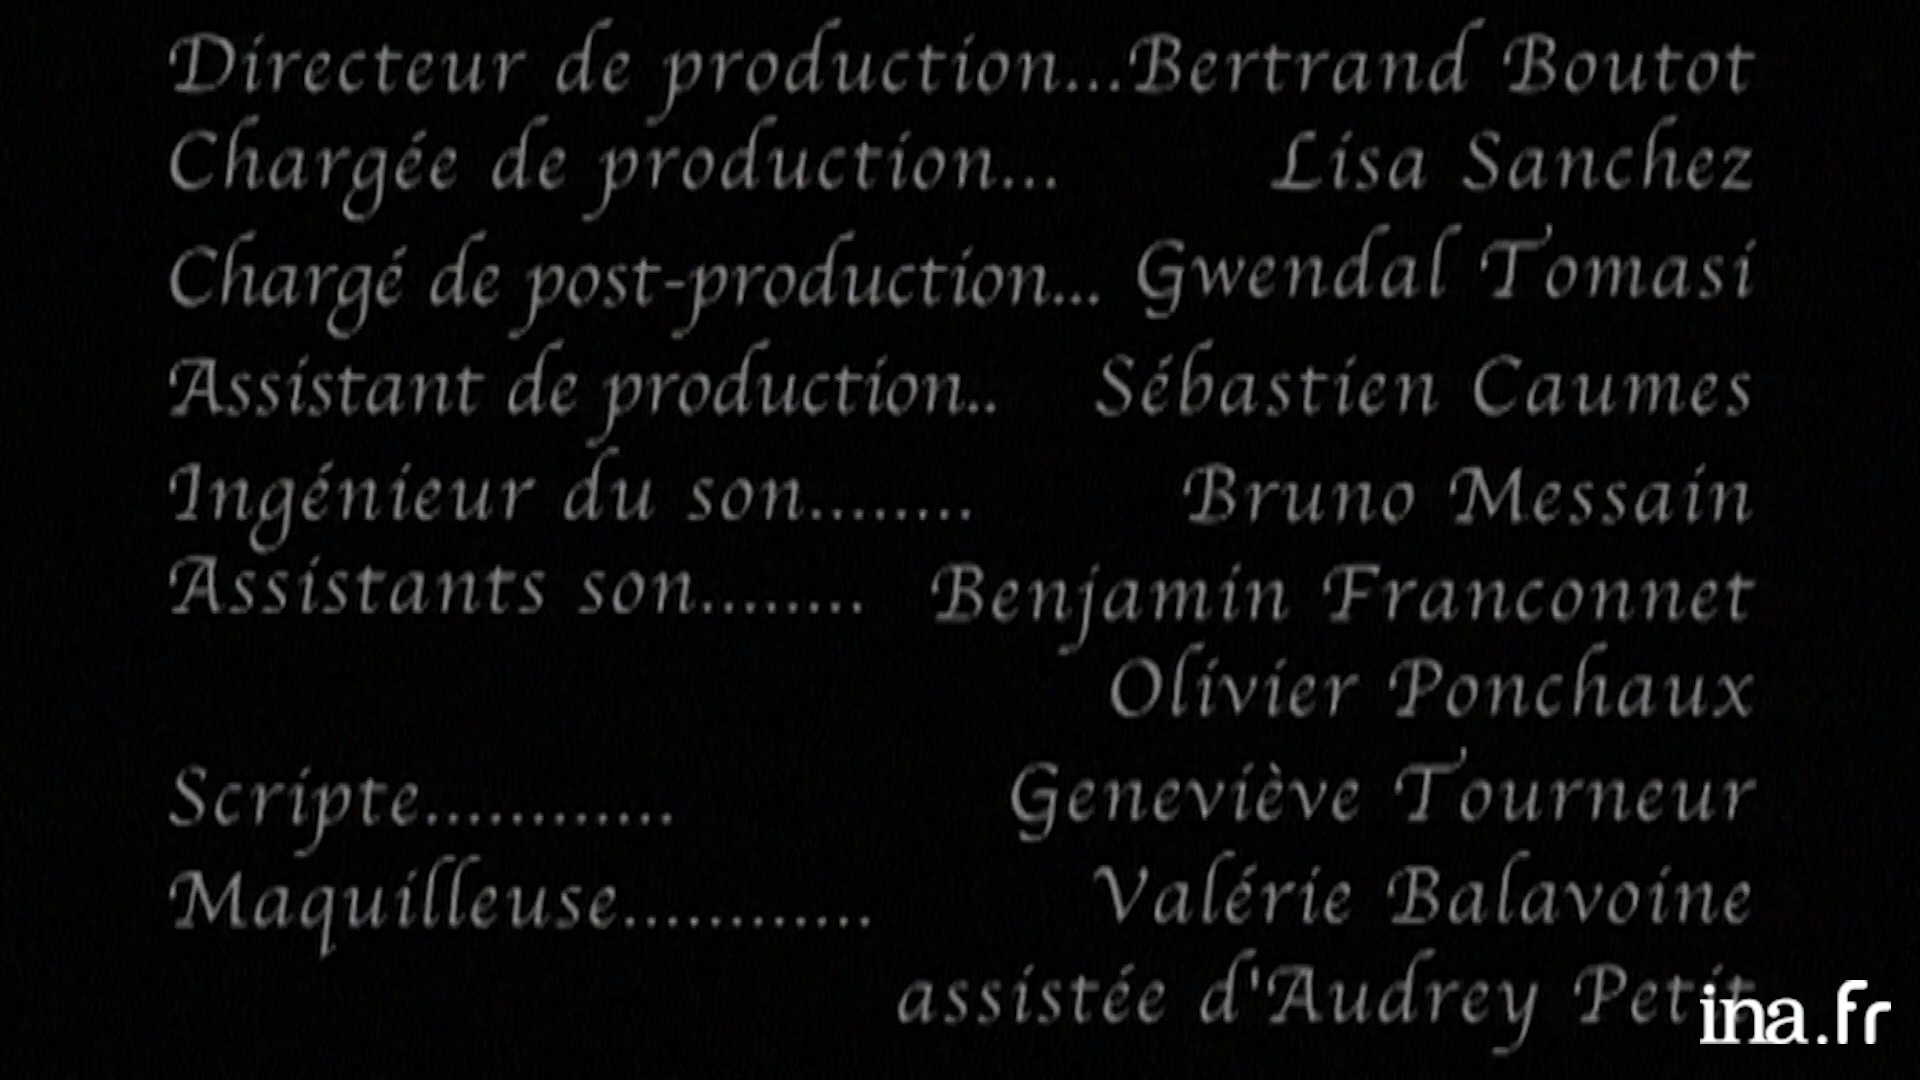 Directeur de production...Bertrand Boutot
Chargée de production... Lisa Sanchez
Chargé de post-production... Gwendal Tomasi
Assistant de production.. Sébastien Caumes
Ingénieur du son........ Bruno Messain
Assistants son........ Benjamin Franconnet
Olivier Ponchaux
Scripte............ Geneviève Tourneur
Maquilleuse............ Valérie Balavoine
assistée d'Audrey Petit
ina.fr